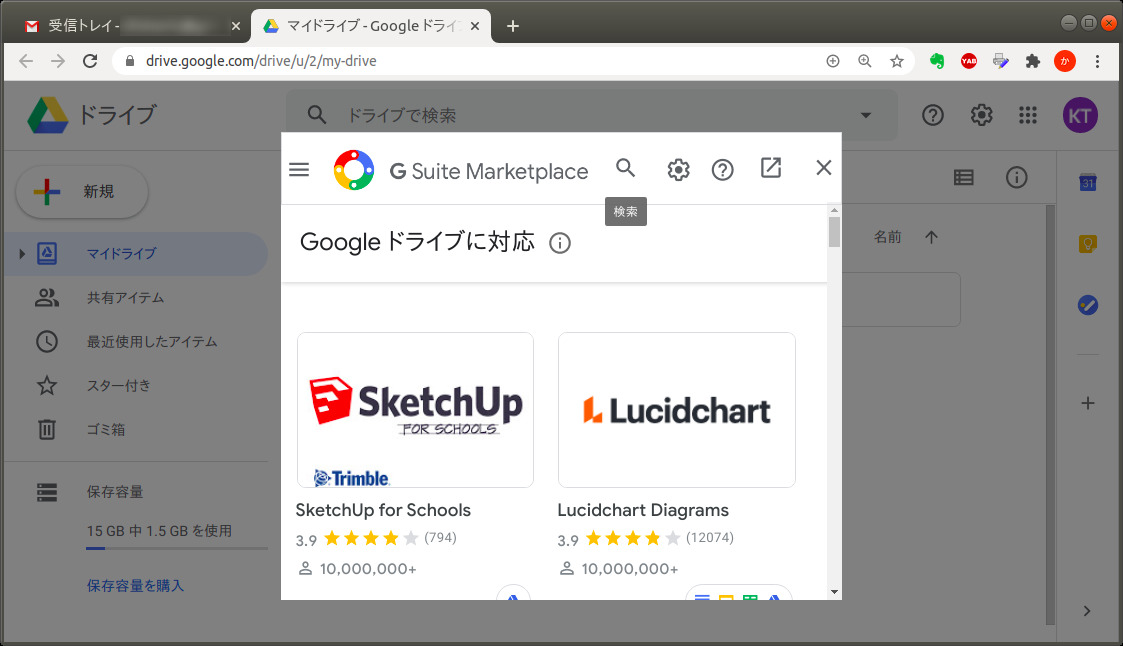 受信トレイ -
マイドライブ - Google ドライ
drive.google.com/drive/u/2/my-drive
YAB
か
ドライブ
ドライブで検索
KT
G Suite Marketplace
検索
新規
31
Google ドライブに対応
名前
マイドライブ
共有アイテム
最近使用したアイテム
スター付き
ゴミ箱
保存容量
15 GB 中 1.5 GB を使用
保存容量を購入
SketchUp
FOR SCHOOLS
Trimble
Lucidchart
SketchUp for Schools
Lucidchart Diagrams
3.9 (794)
3.9 (12074)
10,000,000+
10,000,000+